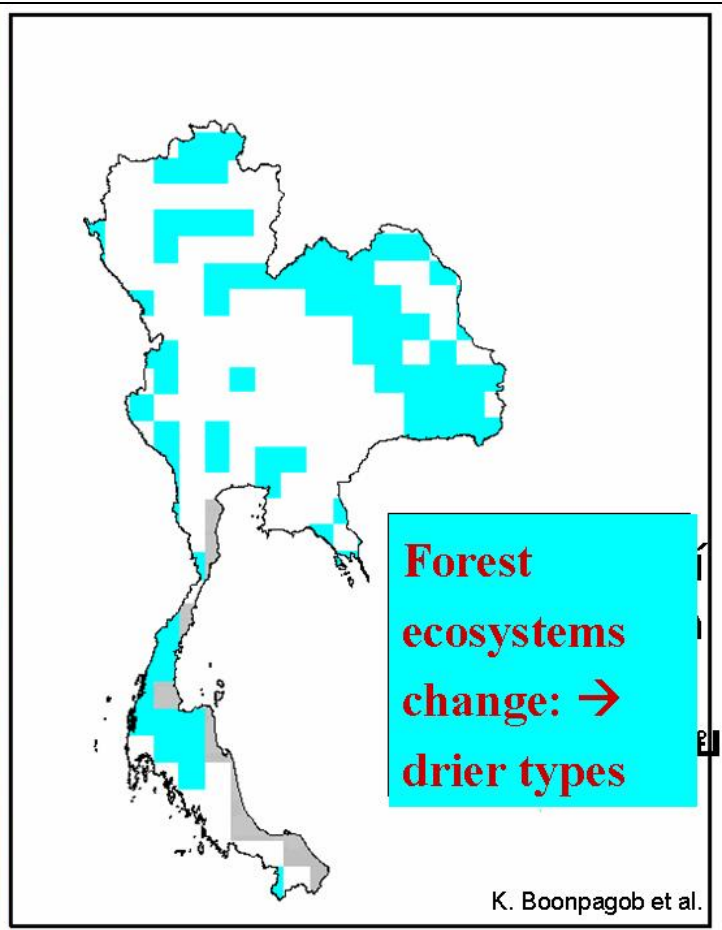 Forest
ecosystems
change: →
drier types
K. Boonpagob et al.